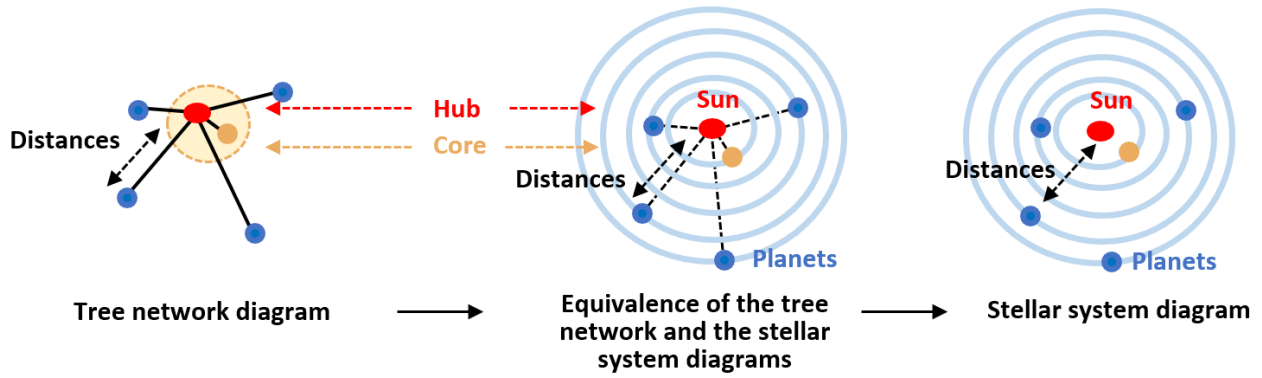 Distances
Hub
Core
Tree network diagram
Sun
Distances
Planets
Equivalence of the tree
network and the stellar
system diagrams
Sun
Distances
Planets
Stellar system diagram